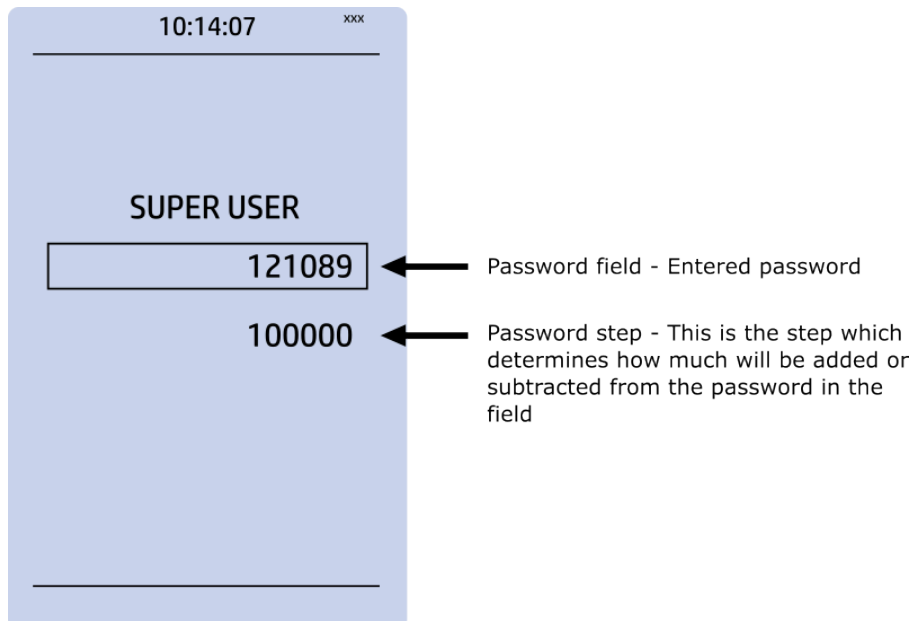 10:14:07 xxx
SUPER USER
121089
Password field - Entered password
100000
Password step - This is the step which
determines how much will be added or
subtracted from the password in the
field